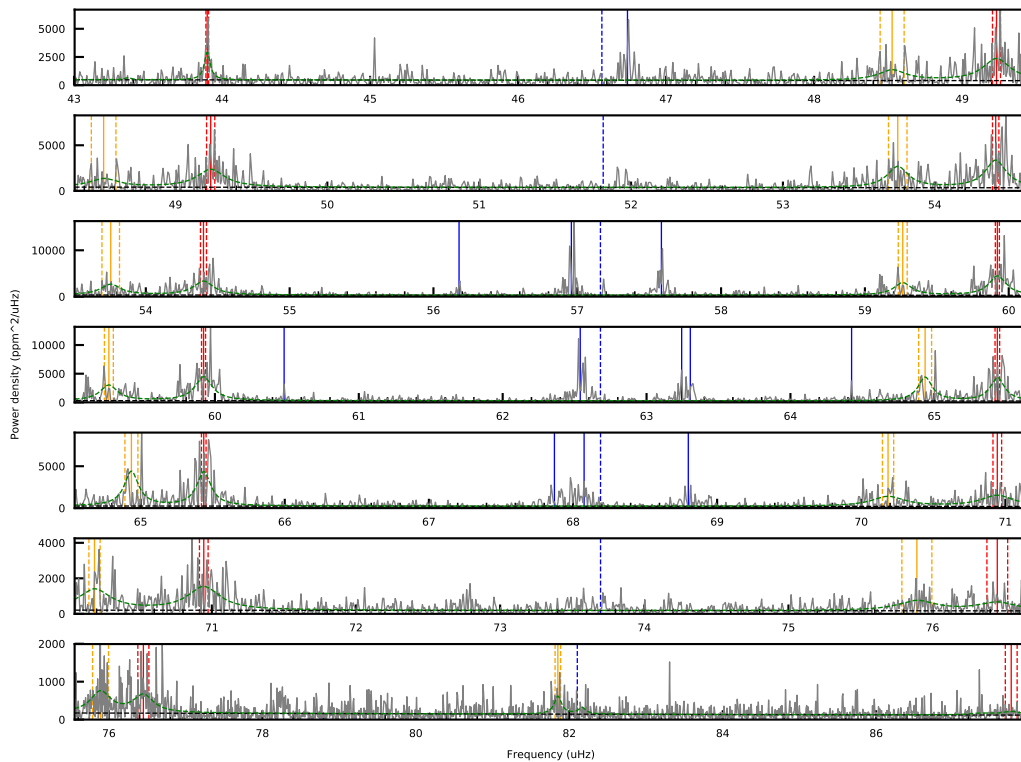 5000
2500
0
43 44 45 46 47 48 49
5000
0
49 50 51 52 53 54
10000
0
54 55 56 57 58 59 60
10000
5000
0
60 61 62 63 64 65
Power density (ppm^2/uHz)
5000
0
65 66 67 68 69 70 71
4000
2000
0
71 72 73 74 75 76
2000
1000
0
76 78 80 82 84 86
Frequency (uHz)